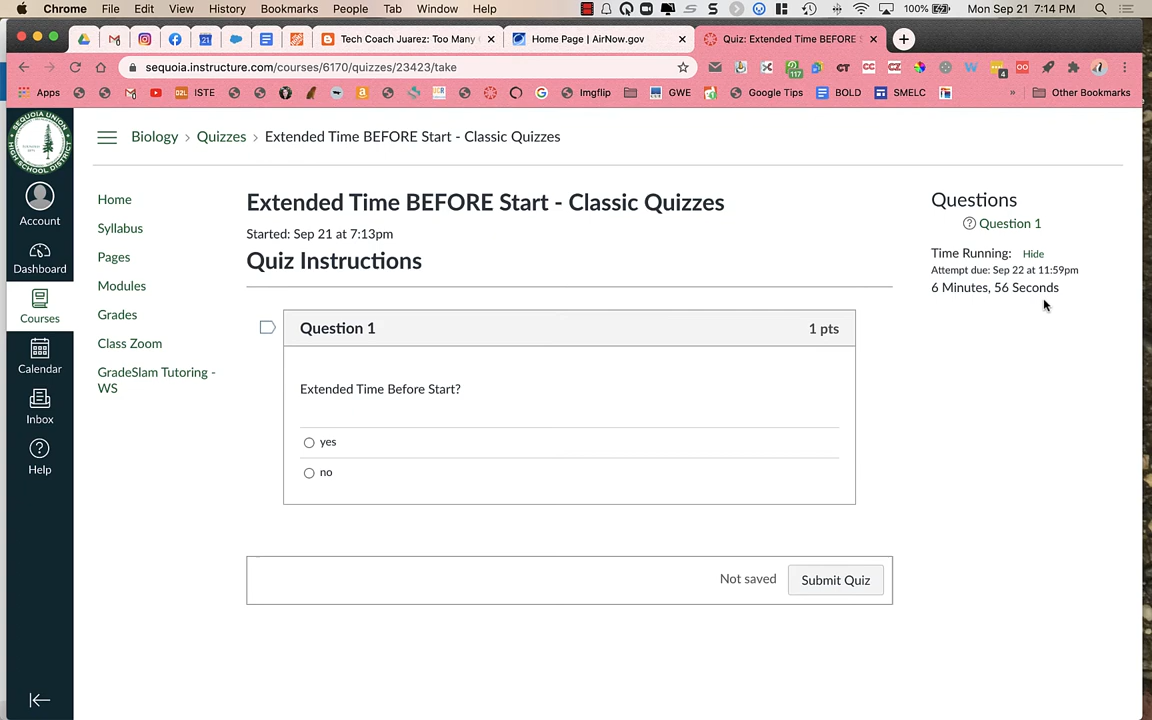 Chrome File Edit View History Bookmarks People Tab Window Help 100% Mon Sep 21 7:14 PM
Tech Coach Juarez: Too Many Home Page | AirNow.gov Quiz: Extended Time BEFORE S
sequoia.instructure.com/courses/6170/quizzes/23423/take
Apps ISTE Imgflip GWE Google Tips BOLD SMELC » Other Bookmarks
SEQUOIA UNION
HIGH SCHOOL DISTRICT
Account
Dashboard
Courses
Calendar
Inbox
Help
Biology › Quizzes › Extended Time BEFORE Start - Classic Quizzes
Home
Syllabus
Pages
Modules
Grades
Class Zoom
GradeSlam Tutoring -
WS
Extended Time BEFORE Start - Classic Quizzes
Started: Sep 21 at 7:13pm
Quiz Instructions
Question 1 1 pts
Extended Time Before Start?
yes
no
Not saved Submit Quiz
Questions
Question 1
Time Running: Hide
Attempt due: Sep 22 at 11:59pm
6 Minutes, 56 Seconds